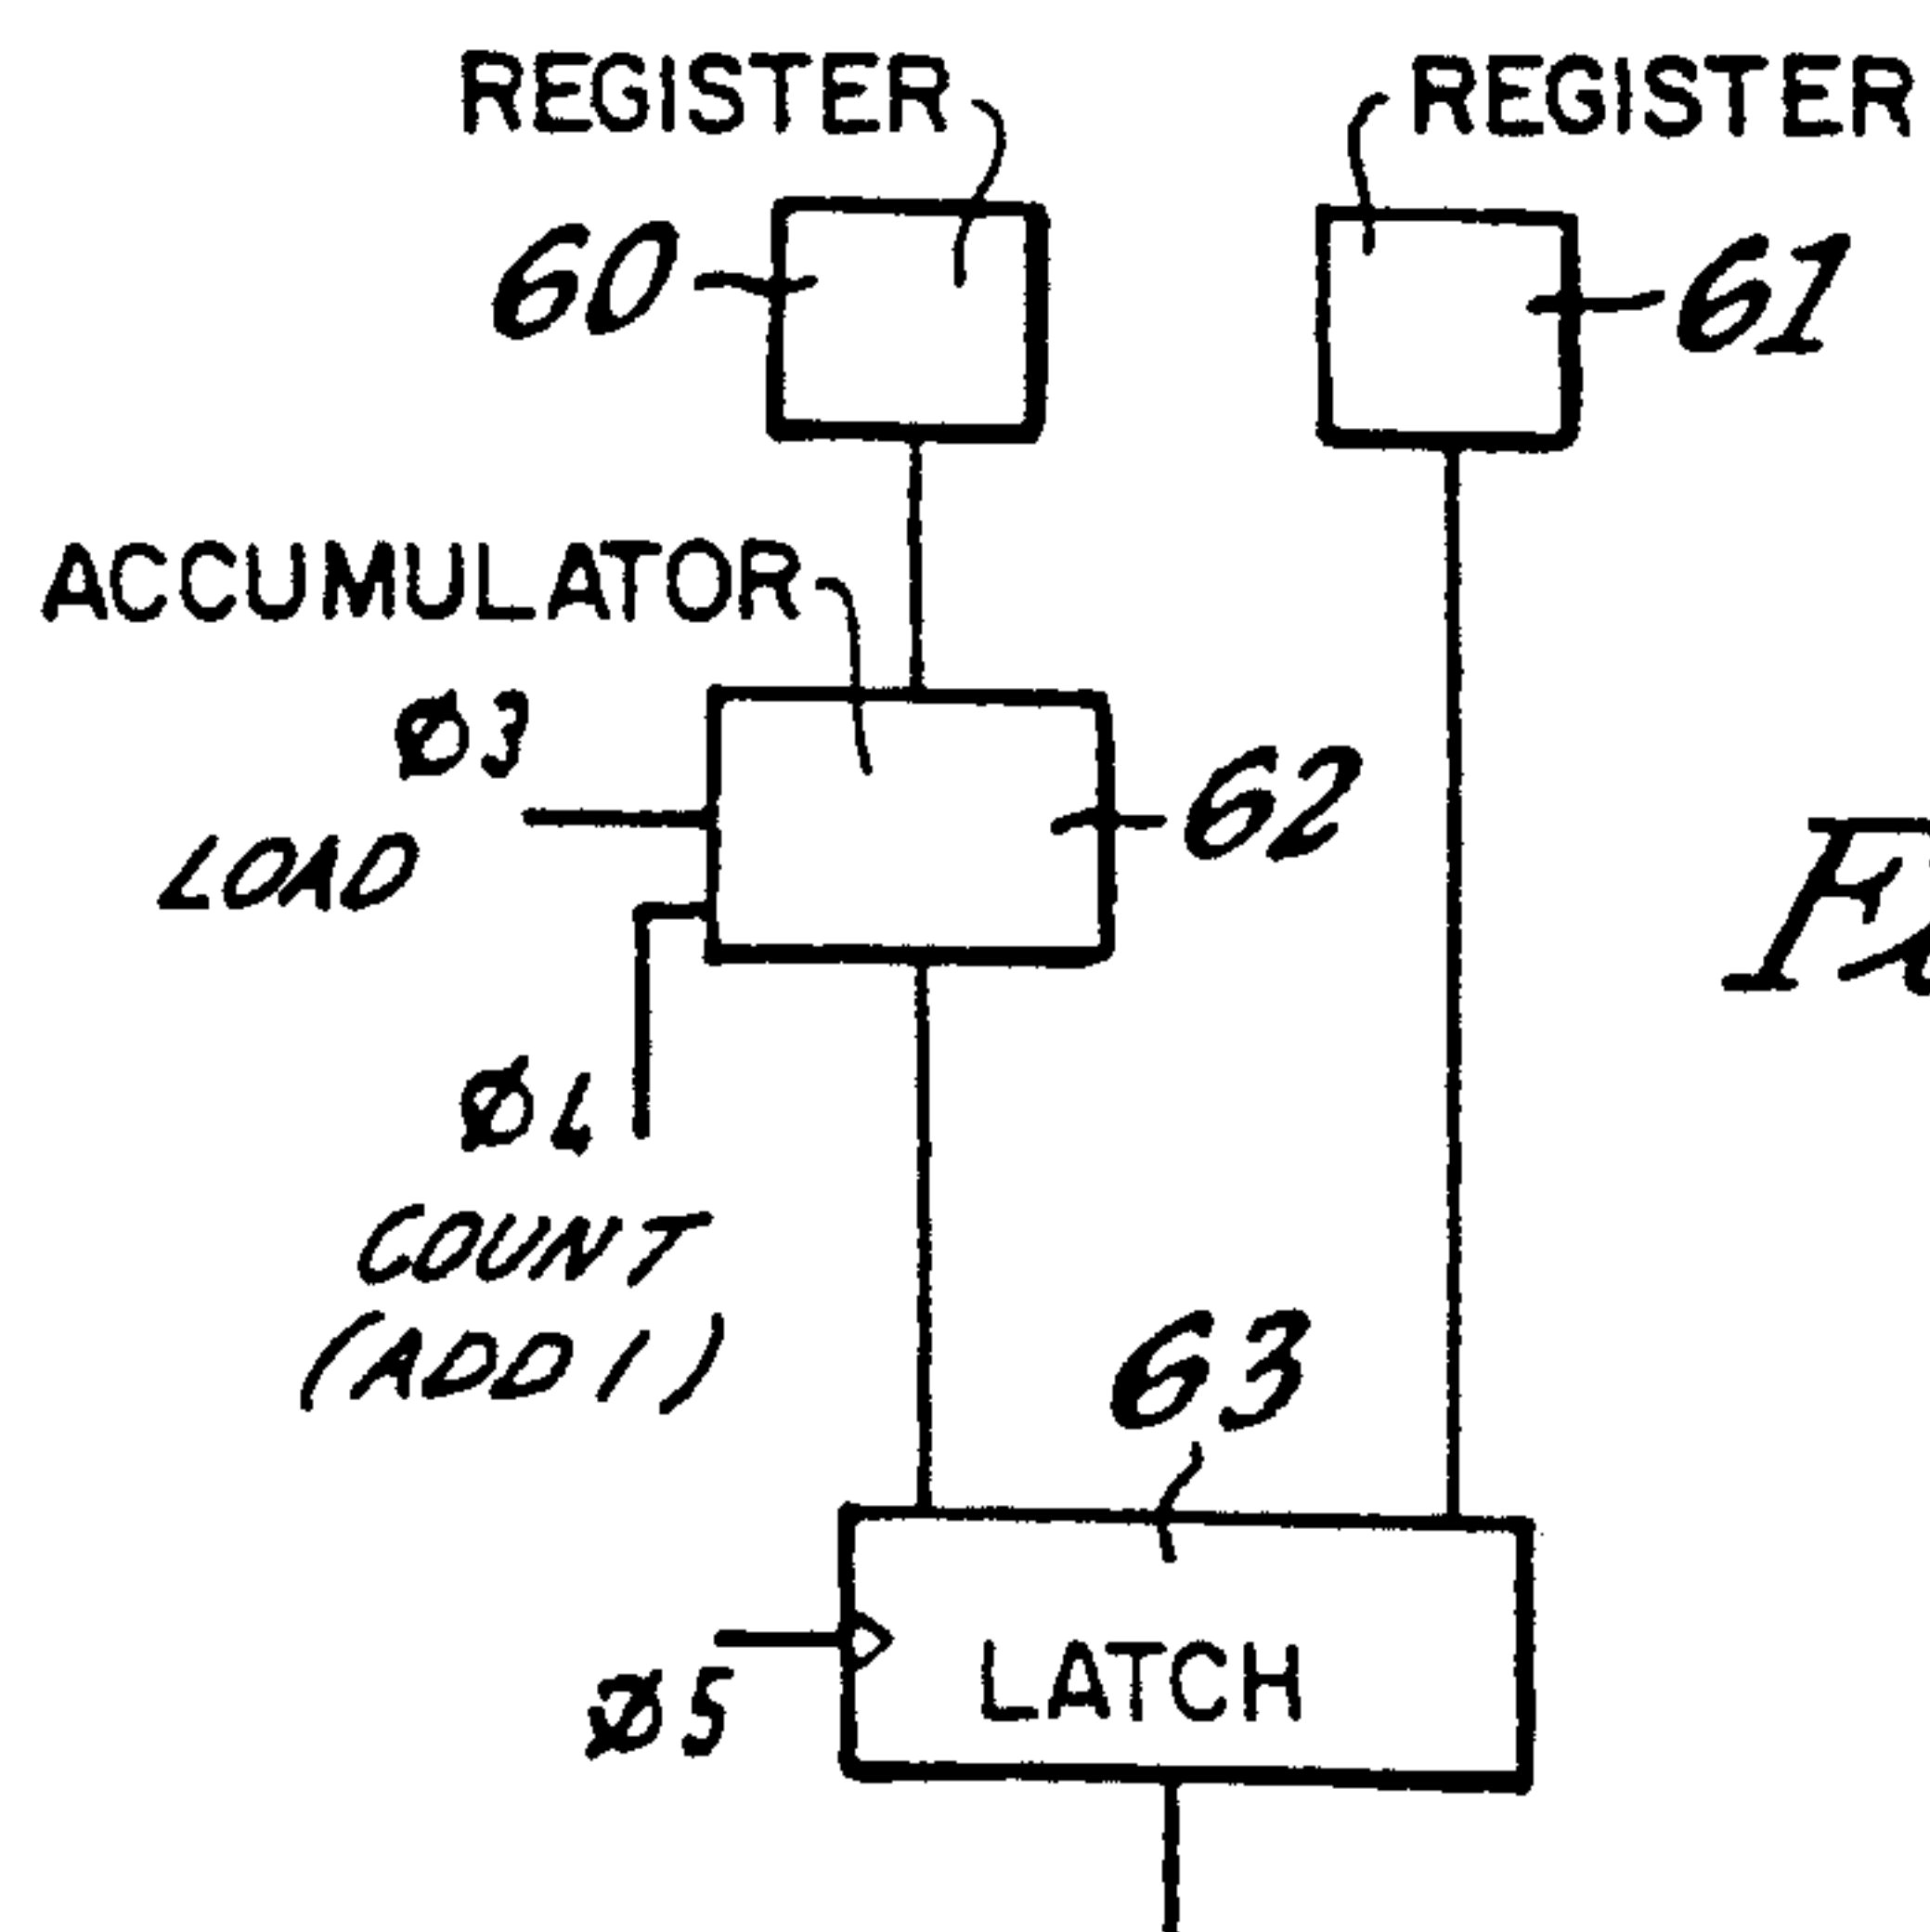 REGISTER
REGISTER
60
61
ACCUMULATOR
Ø3
62
LOAD
Ø4
COUNT
(ADD 1)
63
LATCH
Ø5